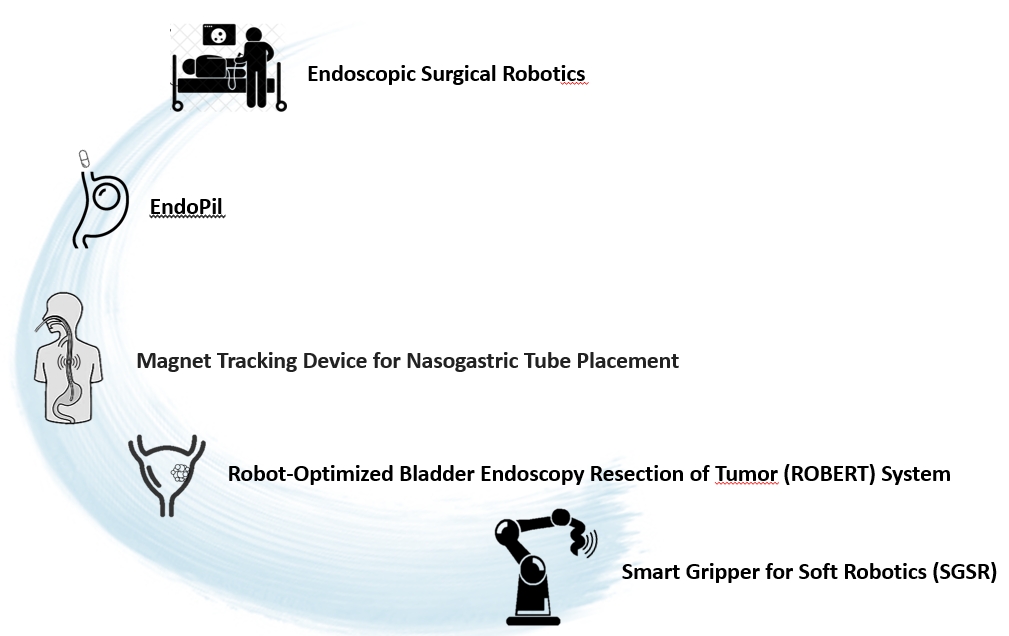 Endoscopic Surgical Robotics
EndoPil
Magnet Tracking Device for Nasogastric Tube Placement
Robot-Optimized Bladder Endoscopy Resection of Tumor (ROBERT) System
Smart Gripper for Soft Robotics (SGSR)